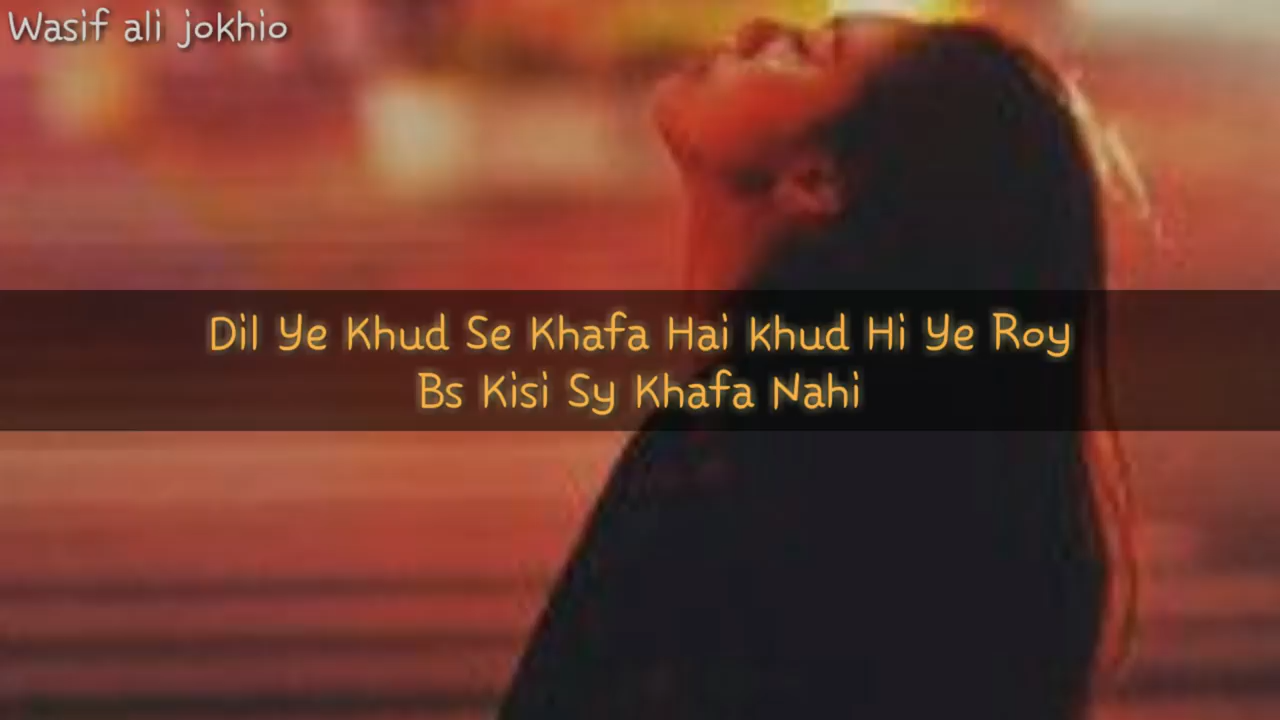 Wasif ali jokhio
Dil Ye Khud Se Khafa Hai khud Hi Ye Roy
Bs Kisi Sy Khafa Nahi